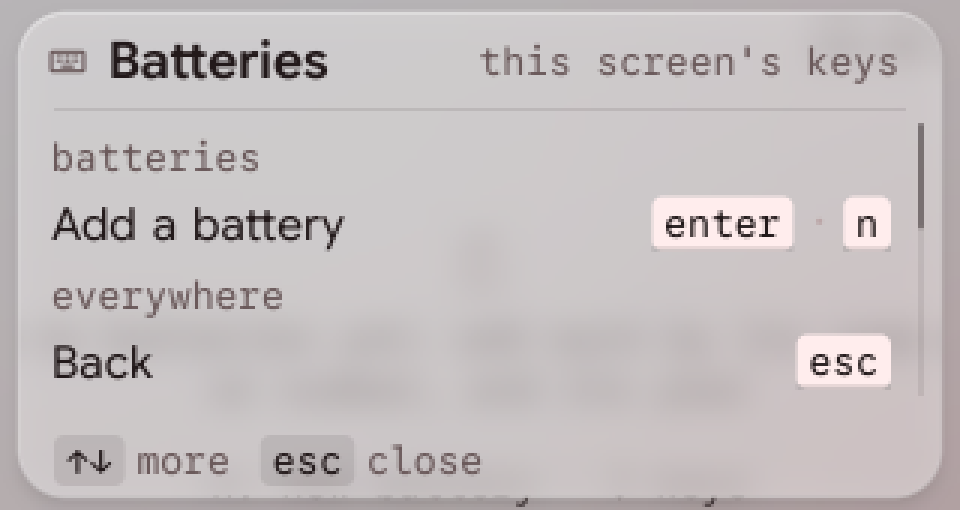 Batteries this screen's keys
batteries
Add a battery enter · n
everywhere
Back esc
↑↓ more esc close